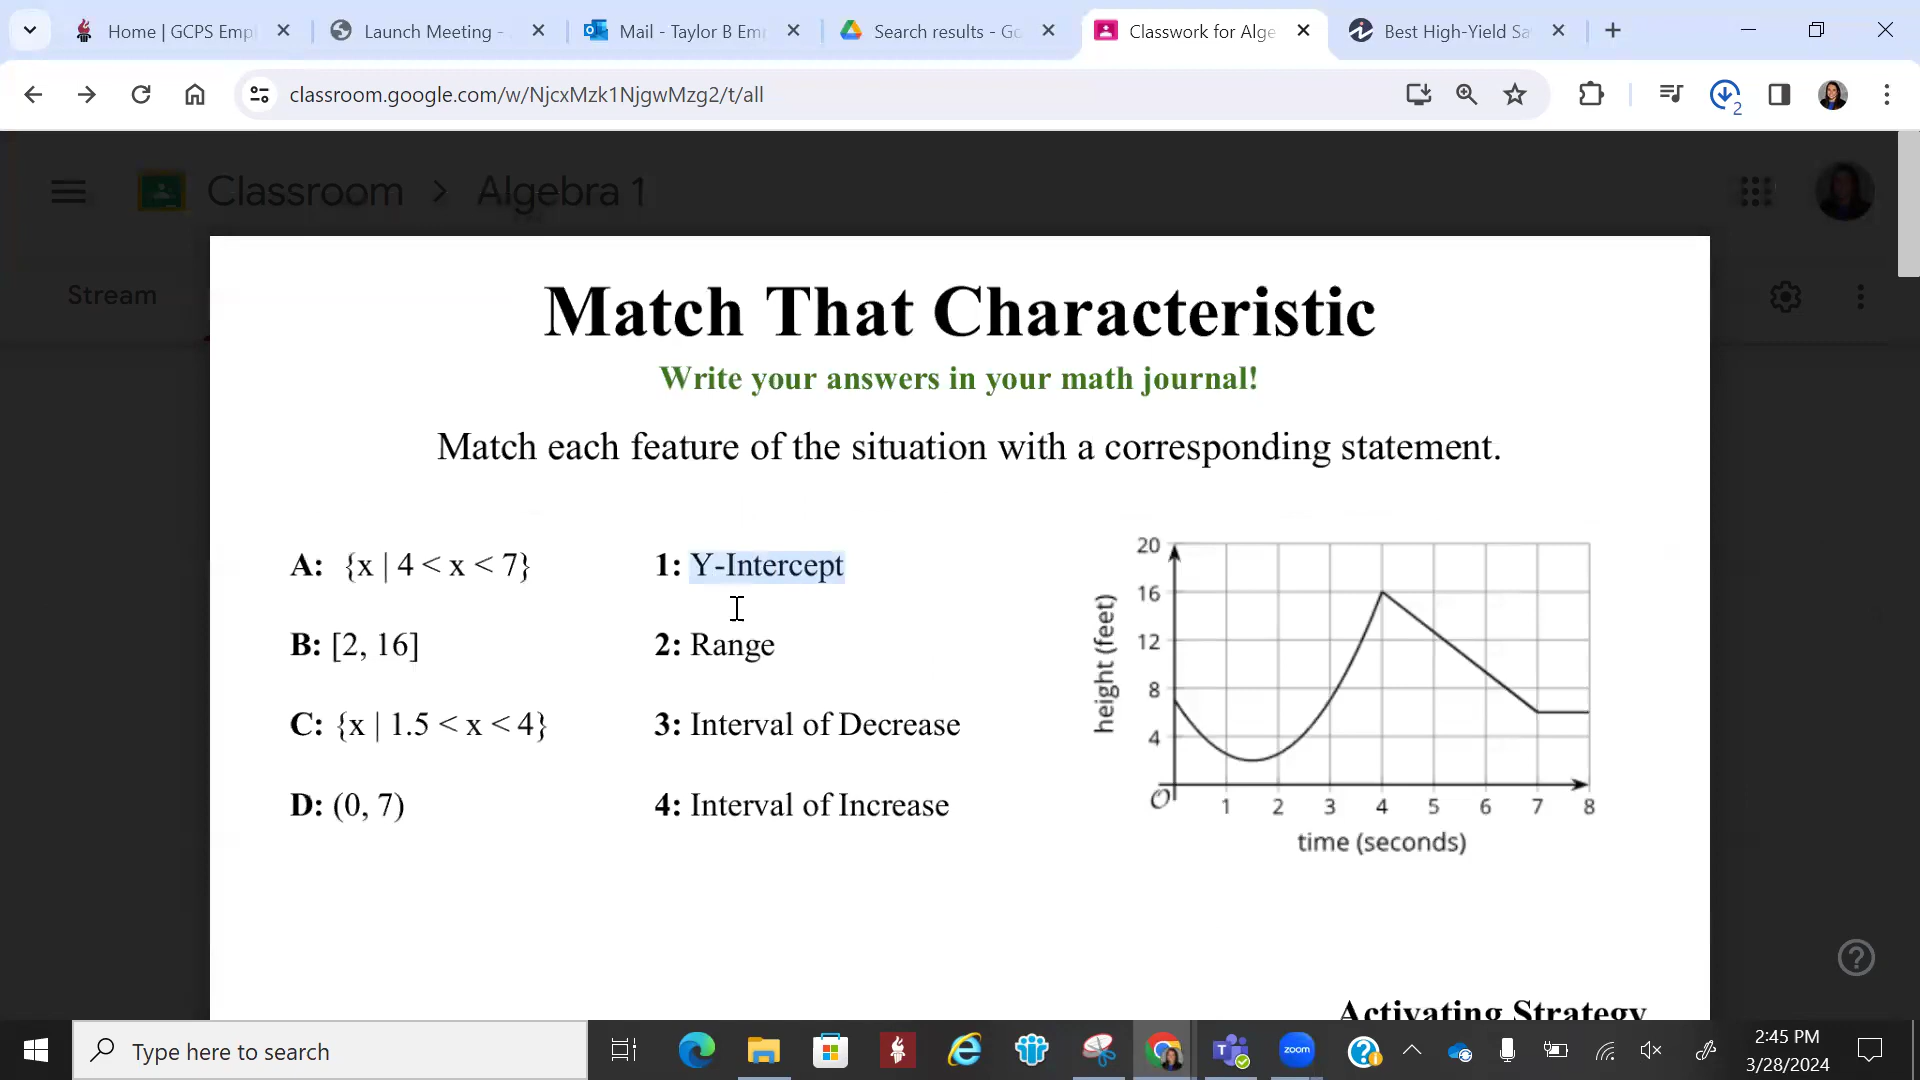 Home | GCPS Empl
Launch Meeting -
Mail - Taylor B Em
Search results - Go
Classwork for Alge
Best High-Yield Sa
classroom.google.com/w/NjcxMzk1NjgwMzg2/t/all
2
Classroom > Algebra 1
Stream
Match That Characteristic
Write your answers in your math journal!
Match each feature of the situation with a corresponding statement.
A: {x | 4 < x < 7}
B: [2, 16]
C: {x | 1.5 < x < 4}
D: (0, 7)
1: Y-Intercept
2: Range
3: Interval of Decrease
4: Interval of Increase
height (feet)
20
16
12
8
4
O
1 2 3 4 5 6 7 8
time (seconds)
Activating Strategy
Type here to search
zoom
2:45 PM
3/28/2024